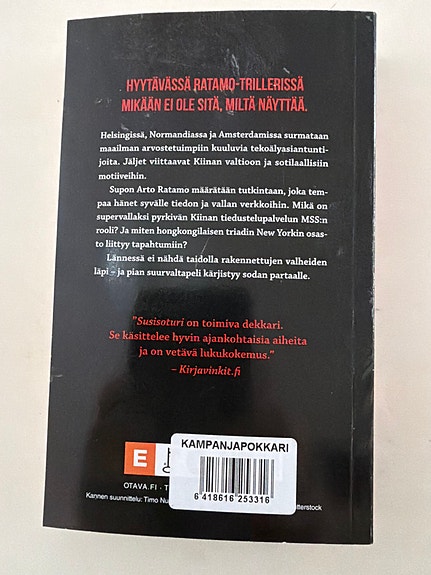 HYYTÄVÄSSÄ RATAMO-TRILLERISSÄ
MIKÄÄN EI OLE SITÄ, MILTÄ NÄYTTÄÄ.
Helsingissä, Normandiassa ja Amsterdamissa surmataan
maailman arvostetuimpiin kuuluvia tekoälyasiantunti-
joita. Jäljet viittaavat Kiinan valtioon ja sotilaallisiin
motiiveihin.
Supon Arto Ratamo määrätään tutkintaan, joka tem-
paa hänet syvälle tiedon ja vallan verkkoihin. Mikä on
supervallaksi pyrkivän Kiinan tiedustelupalvelun MSS:n
rooli? Ja miten hongkongilaisen triadin New Yorkin osas-
to liittyy tapahtumiin?
Lännessä ei nähdä taidolla rakennettujen valheiden
läpi – ja pian suurvaltapeli kärjistyy sodan partaalle.
"Susisoturi on toimiva dekkari.
Se käsittelee hyvin ajankohtaisia aiheita
ja on vetävä lukukokemus."
– Kirjavinkit.fi
E
KAMPANJAPOKKARI
6 418616 253316
OTAVA.FI
Kannen suunnittelu: Timo